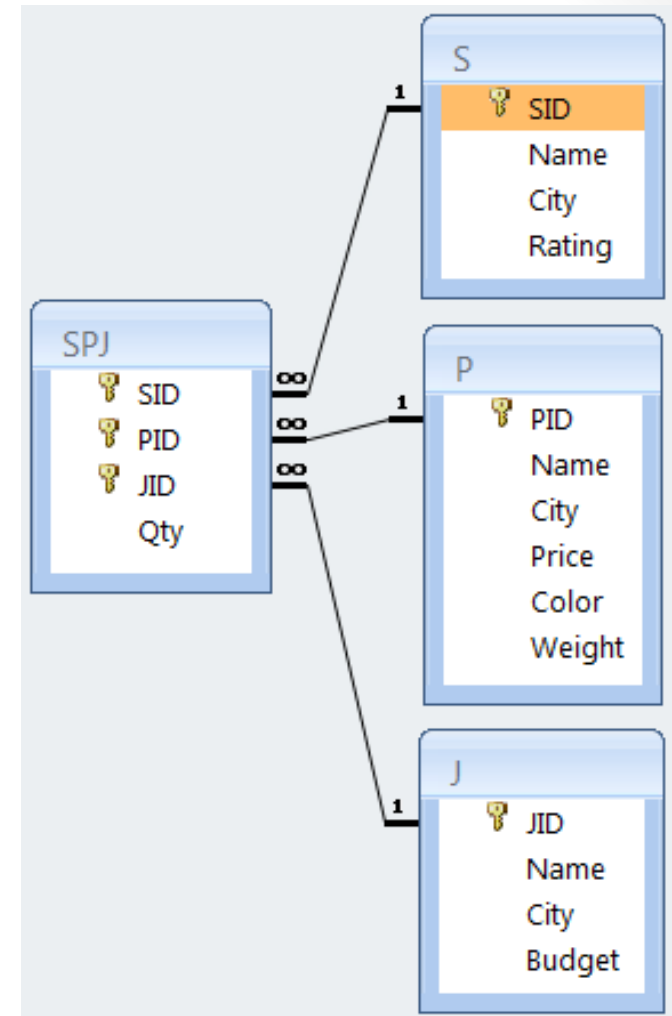 SPJ
SID
PID
JID
Qty
∞
∞
∞
1
S
SID
Name
City
Rating
1
P
PID
Name
City
Price
Color
Weight
1
J
JID
Name
City
Budget